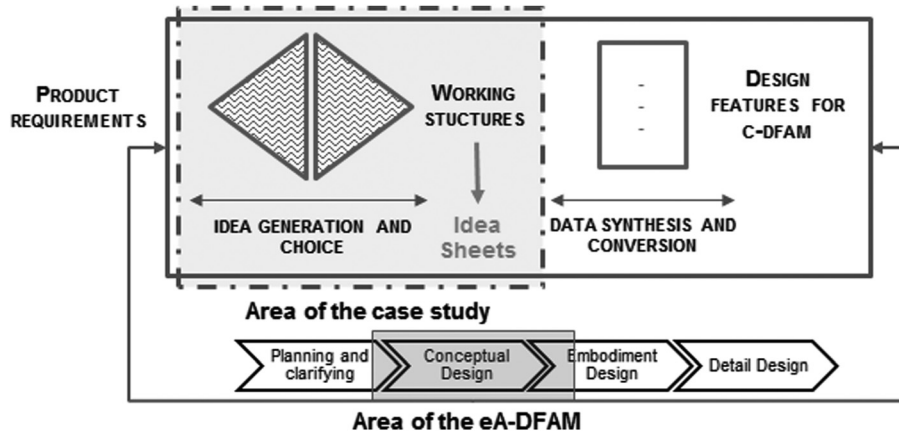 PRODUCT
REQUIREMENTS
WORKING
STUCTURES
Idea
Sheets
IDEA GENERATION AND
CHOICE
-
-
-
DESIGN
FEATURES FOR
C-DFAM
DATA SYNTHESIS AND
CONVERSION
Area of the case study
Planning and
clarifying
Conceptual
Design
Embodiment
Design
Detail Design
Area of the eA-DFAM